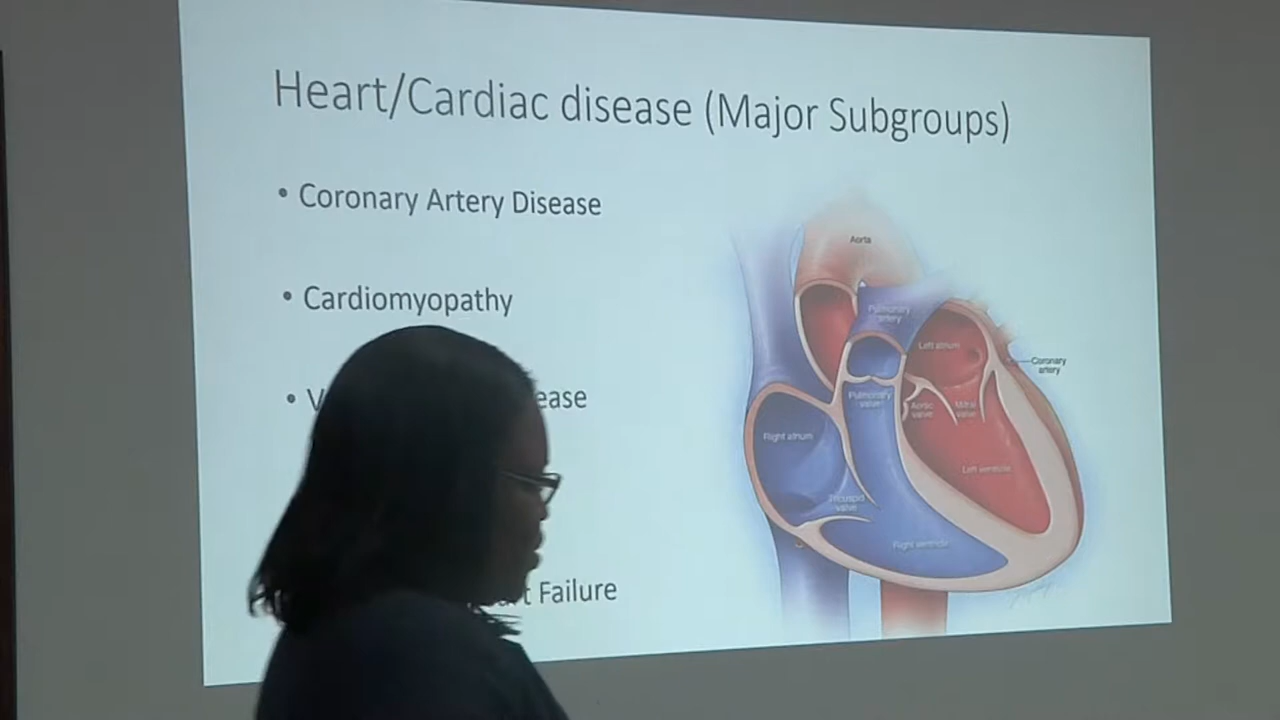 Heart/Cardiac disease (Major Subgroups)
• Coronary Artery Disease
• Cardiomyopathy
• V ease
t Failure
Aorta
Pulmonary
artery
Left atrium
Coronary
artery
Pulmonary
valve
Aortic
valve
Mitral
valve
Right atrium
Left ventricle
Tricuspid
valve
Right ventricle